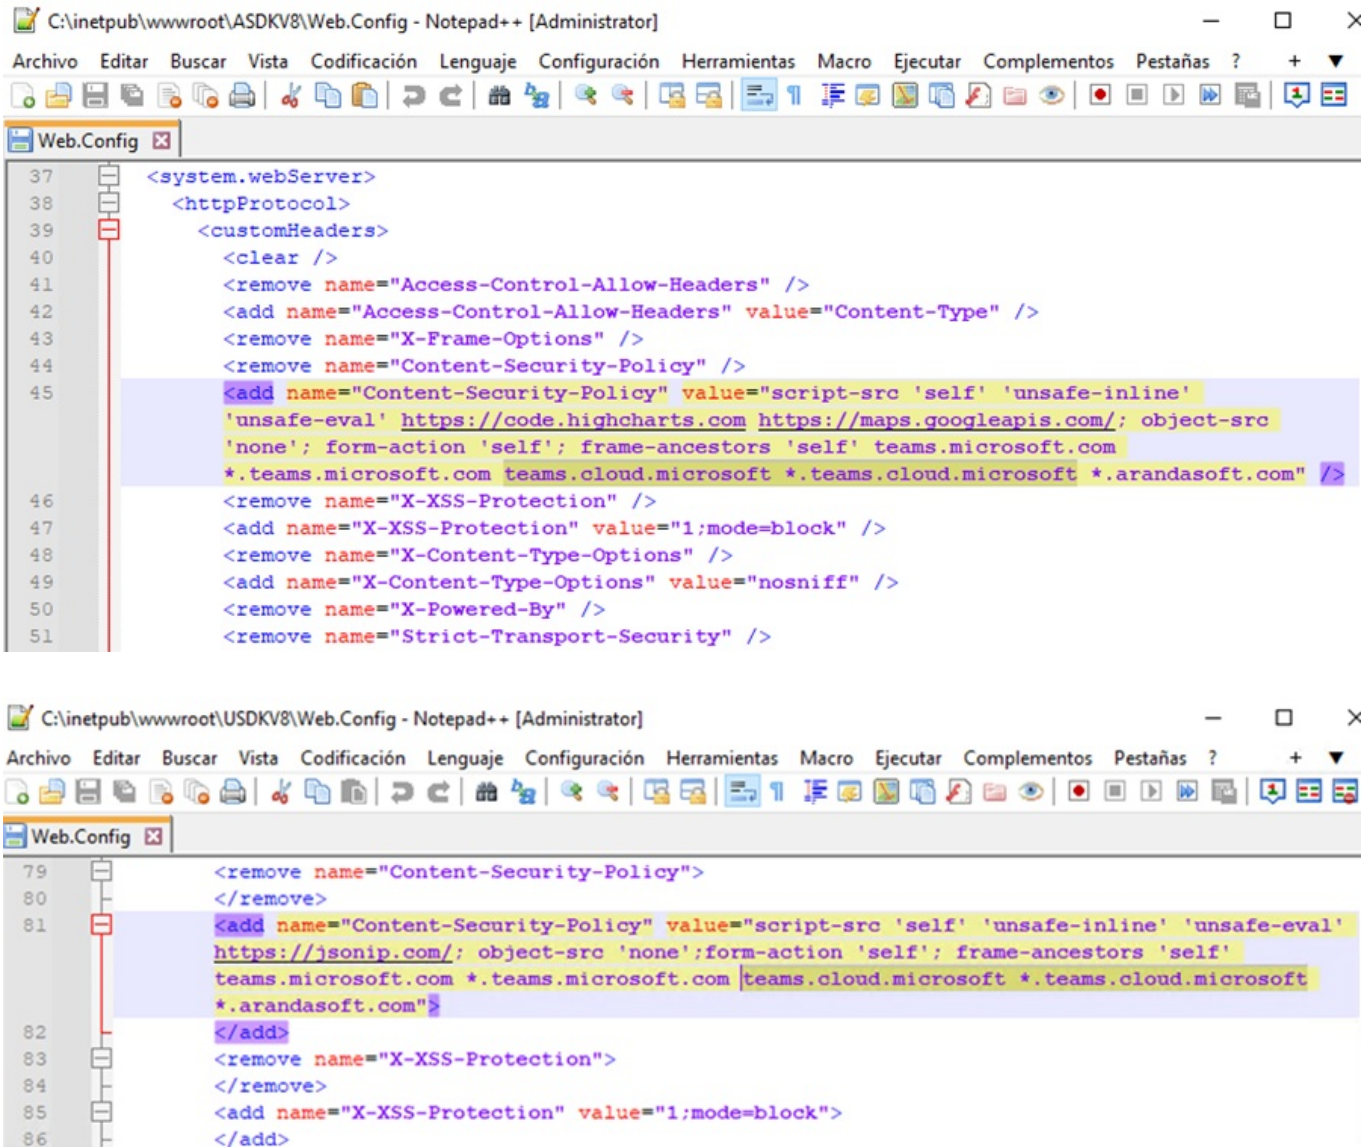 C:\inetpub\wwwroot\ASDKV8\Web.Config - Notepad++ [Administrator]
Archivo Editar Buscar Vista Codificación Lenguaje Configuración Herramientas Macro Ejecutar Complementos Pestañas ? + ▼
Web.Config
37 <system.webServer>
38 <httpProtocol>
39 <customHeaders>
40 <clear />
41 <remove name="Access-Control-Allow-Headers" />
42 <add name="Access-Control-Allow-Headers" value="Content-Type" />
43 <remove name="X-Frame-Options" />
44 <remove name="Content-Security-Policy" />
45 <add name="Content-Security-Policy" value="script-src 'self' 'unsafe-inline'
'unsafe-eval' https://code.highcharts.com https://maps.googleapis.com/; object-src
'none'; form-action 'self'; frame-ancestors 'self' teams.microsoft.com
*.teams.microsoft.com teams.cloud.microsoft *.teams.cloud.microsoft *.arandasoft.com" />
46 <remove name="X-XSS-Protection" />
47 <add name="X-XSS-Protection" value="1;mode=block" />
48 <remove name="X-Content-Type-Options" />
49 <add name="X-Content-Type-Options" value="nosniff" />
50 <remove name="X-Powered-By" />
51 <remove name="Strict-Transport-Security" />
C:\inetpub\wwwroot\USDKV8\Web.Config - Notepad++ [Administrator]
Archivo Editar Buscar Vista Codificación Lenguaje Configuración Herramientas Macro Ejecutar Complementos Pestañas ? + ▼
Web.Config
79 <remove name="Content-Security-Policy">
80 </remove>
81 <add name="Content-Security-Policy" value="script-src 'self' 'unsafe-inline' 'unsafe-eval'
https://jsonip.com/; object-src 'none';form-action 'self'; frame-ancestors 'self'
teams.microsoft.com *.teams.microsoft.com teams.cloud.microsoft *.teams.cloud.microsoft
*.arandasoft.com">
82 </add>
83 <remove name="X-XSS-Protection">
84 </remove>
85 <add name="X-XSS-Protection" value="1;mode=block">
86 </add>